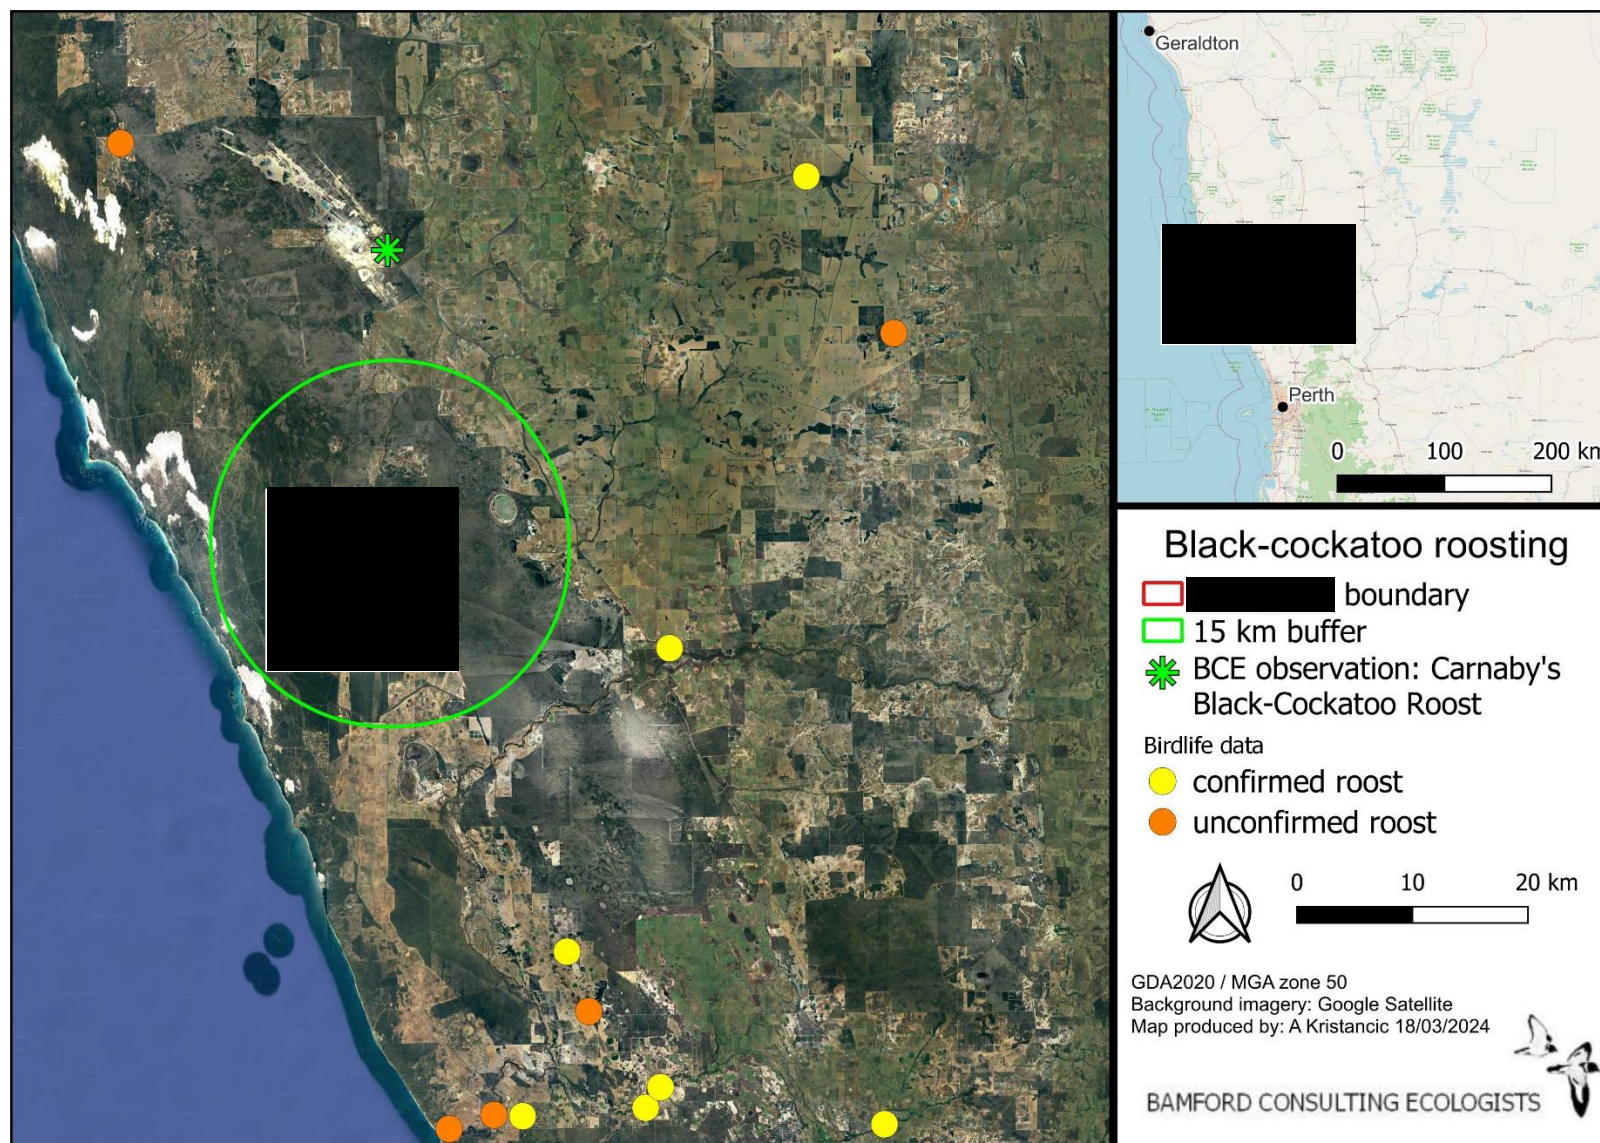 Geraldton
Perth
0 100 200 km
Black-cockatoo roosting
boundary
15 km buffer
BCE observation: Carnaby's
Black-Cockatoo Roost
Birdlife data
confirmed roost
unconfirmed roost
0 10 20 km
GDA2020 / MGA zone 50
Background imagery: Google Satellite
Map produced by: A Kristancic 18/03/2024
BAMFORD CONSULTING ECOLOGISTS